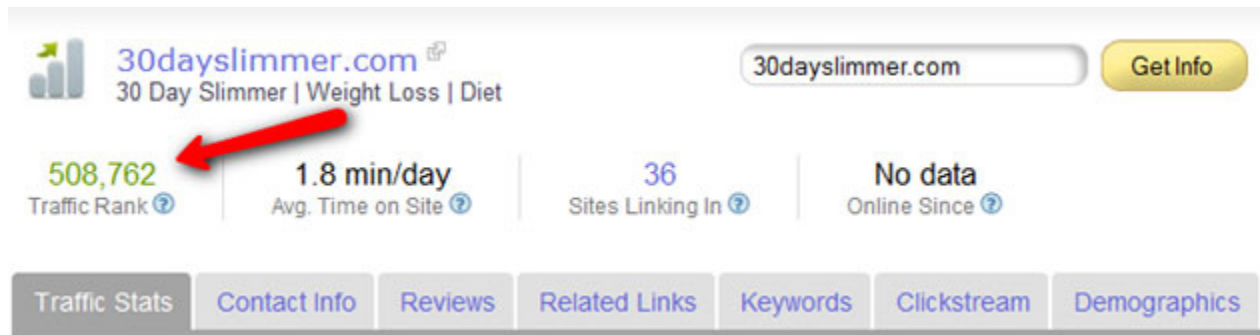 30dayslimmer.com
30 Day Slimmer | Weight Loss | Diet
30dayslimmer.com
Get Info
508,762
Traffic Rank ?
1.8 min/day
Avg. Time on Site ?
36
Sites Linking In ?
No data
Online Since ?
Traffic Stats Contact Info Reviews Related Links Keywords Clickstream Demographics